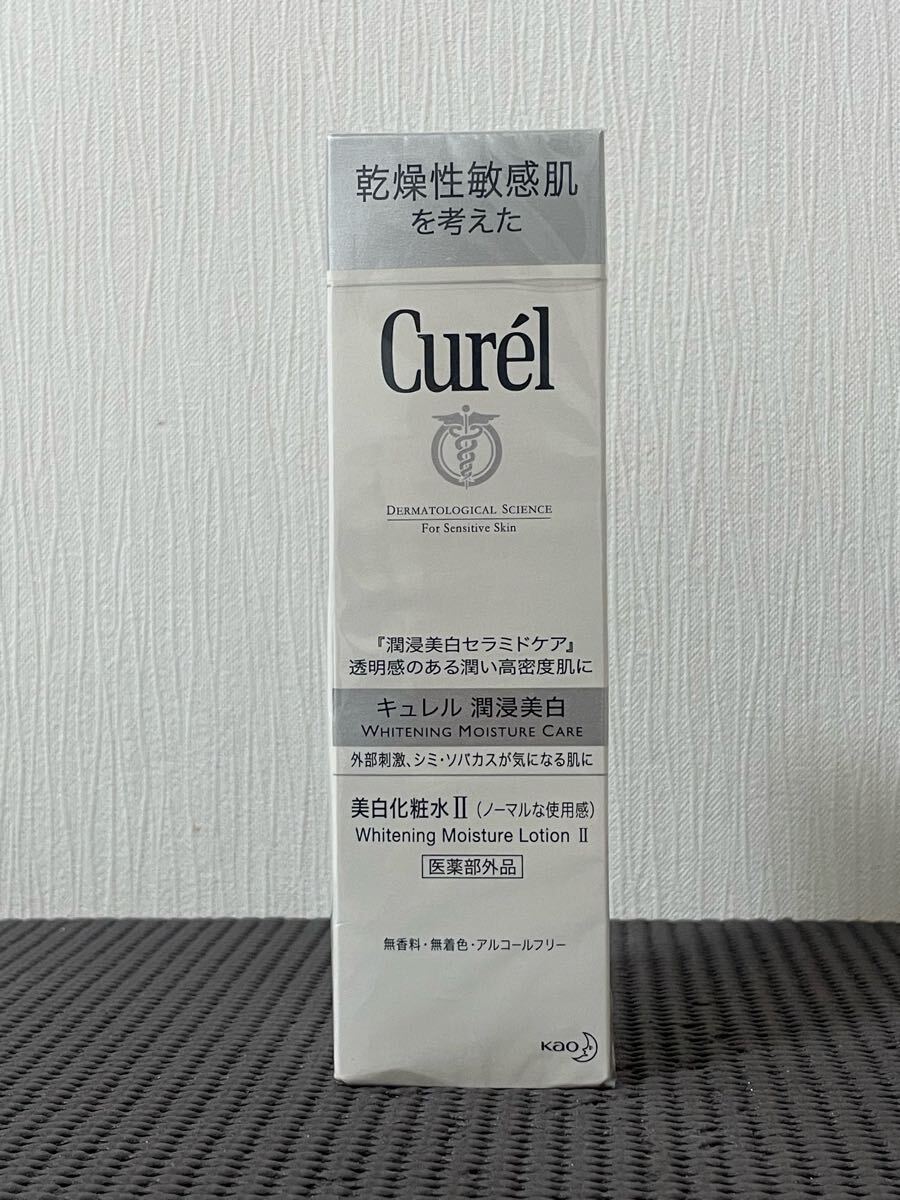 乾燥性敏感肌
を考えた
Curél
DERMATOLOGICAL SCIENCE
For Sensitive Skin
『潤浸美白セラミドケア』
透明感のある潤い高密度肌に
キュレル 潤浸美白
WHITENING MOISTURE CARE
外部刺激、シミ・ソバカスが気になる肌に
美白化粧水Ⅱ（ノーマルな使用感）
Whitening Moisture Lotion Ⅱ
医薬部外品
無香料・無着色・アルコールフリー
Kao